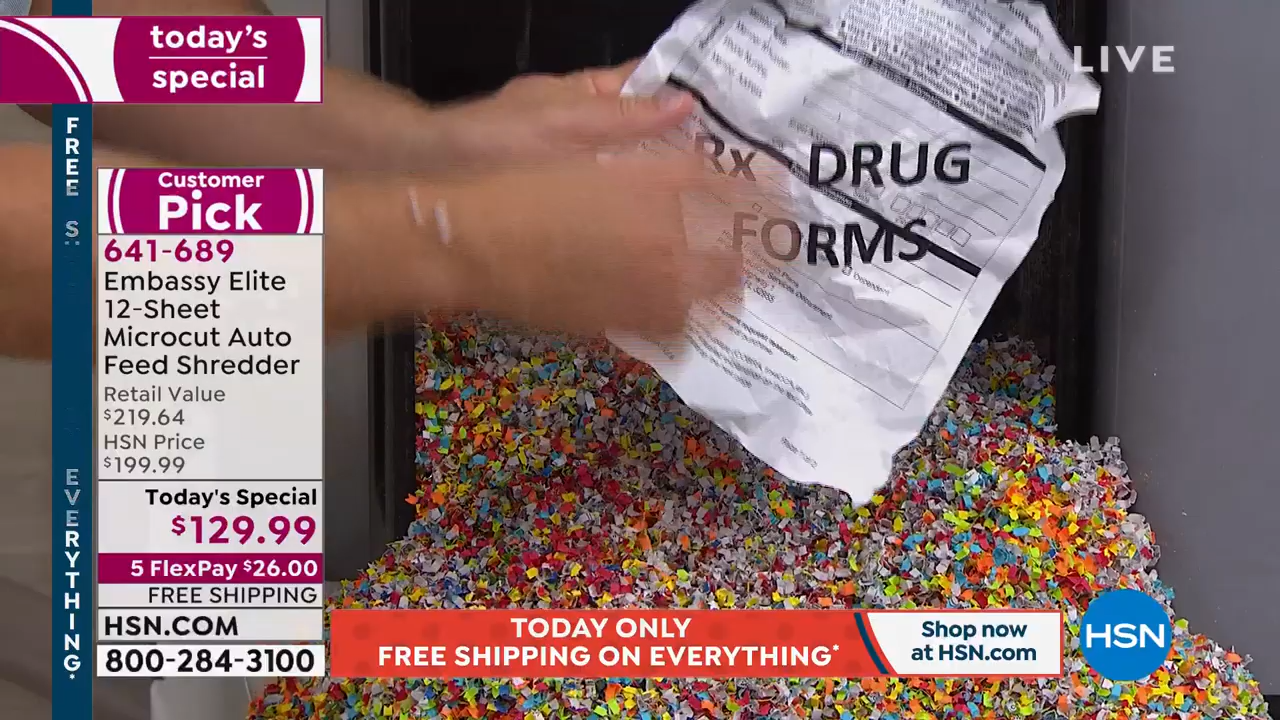 today's
special
LIVE
FREE S
EVERYTHING*
Customer
Pick
641-689
Embassy Elite
12-Sheet
Microcut Auto
Feed Shredder
Retail Value
$219.64
HSN Price
$199.99
Today's Special
$129.99
5 FlexPay $26.00
FREE SHIPPING
HSN.COM
800-284-3100
Rx DRUG
FORMS
Dependent
TODAY ONLY
FREE SHIPPING ON EVERYTHING*
Shop now
at HSN.com
HSN